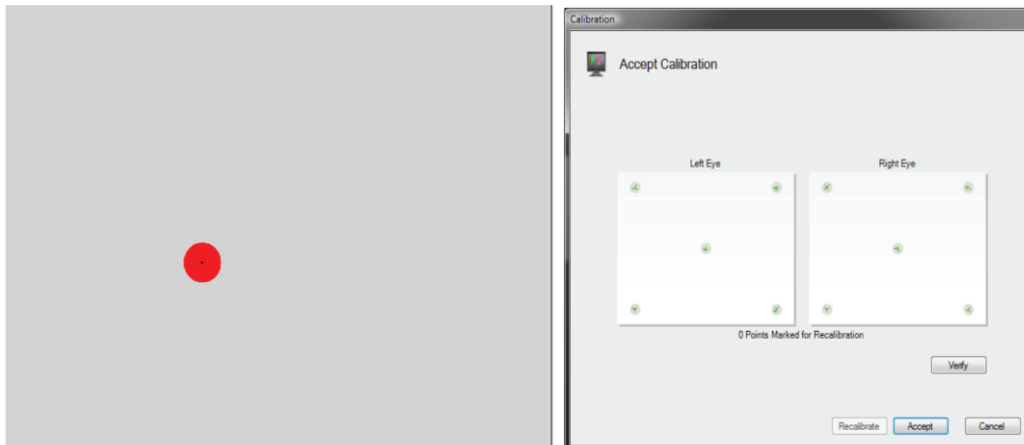 Calibration
Accept Calibration
Left Eye
Right Eye
0 Points Marked for Recalibration
Verify
Recalibrate
Accept
Cancel